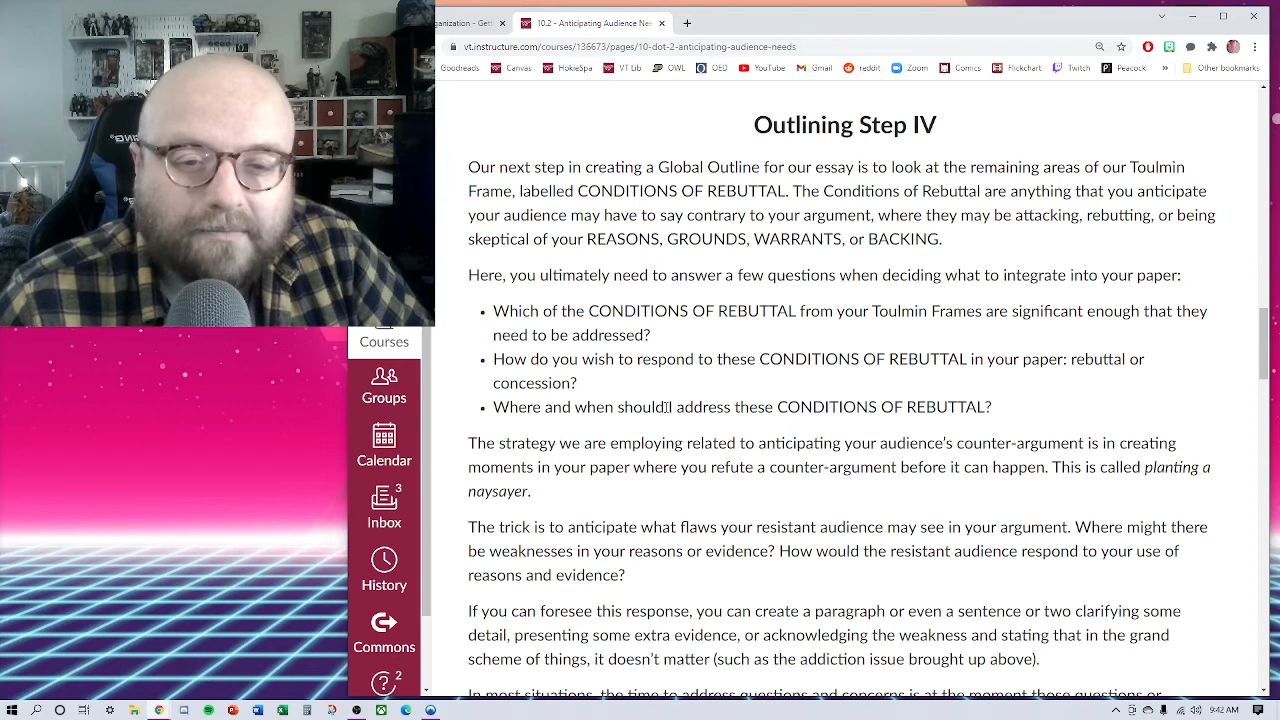 ganization - Gett
10.2 - Anticipating Audience Nee
vt.instructure.com/courses/136673/pages/10-dot-2-anticipating-audience-needs
Goodreads Canvas HokieSpa VT Lib OWL OED YouTube Gmail reddit Zoom Comics Flickchart Twitch Peacock » Other bookmarks
Outlining Step IV
Our next step in creating a Global Outline for our essay is to look at the remaining areas of our Toulmin
Frame, labelled CONDITIONS OF REBUTTAL. The Conditions of Rebuttal are anything that you anticipate
your audience may have to say contrary to your argument, where they may be attacking, rebutting, or being
skeptical of your REASONS, GROUNDS, WARRANTS, or BACKING.
Here, you ultimately need to answer a few questions when deciding what to integrate into your paper:
• Which of the CONDITIONS OF REBUTTAL from your Toulmin Frames are significant enough that they
need to be addressed?
• How do you wish to respond to these CONDITIONS OF REBUTTAL in your paper: rebuttal or
concession?
• Where and when should I address these CONDITIONS OF REBUTTAL?
The strategy we are employing related to anticipating your audience's counter-argument is in creating
moments in your paper where you refute a counter-argument before it can happen. This is called planting a
naysayer.
The trick is to anticipate what flaws your resistant audience may see in your argument. Where might there
be weaknesses in your reasons or evidence? How would the resistant audience respond to your use of
reasons and evidence?
If you can foresee this response, you can create a paragraph or even a sentence or two clarifying some
detail, presenting some extra evidence, or acknowledging the weakness and stating that in the grand
scheme of things, it doesn't matter (such as the addiction issue brought up above).
Courses
Groups
Calendar
3
Inbox
History
Commons
2
9:42 AM